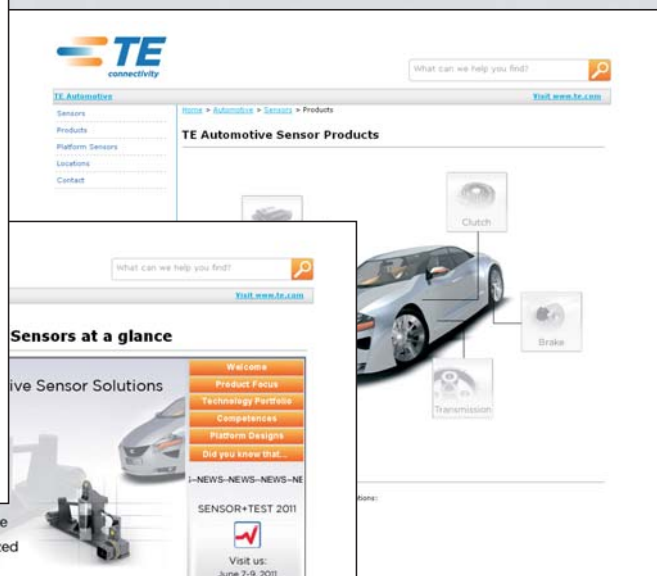 TE
connectivity
What can we help you find?
TE Automotive
Visit www.te.com
Sensors
Products
Platform Sensors
Locations
Contact
Home > Automotive > Sensors > Products
TE Automotive Sensor Products
Clutch
Brake
Transmission
What can we help you find?
Visit www.te.com
Sensors at a glance
ive Sensor Solutions
Welcome
Product Focus
Technology Portfolio
Competences
Platform Designs
Did you know that...
--NEWS--NEWS--NEWS--NE
SENSOR+TEST 2011
Visit us:
June 7-9, 2011